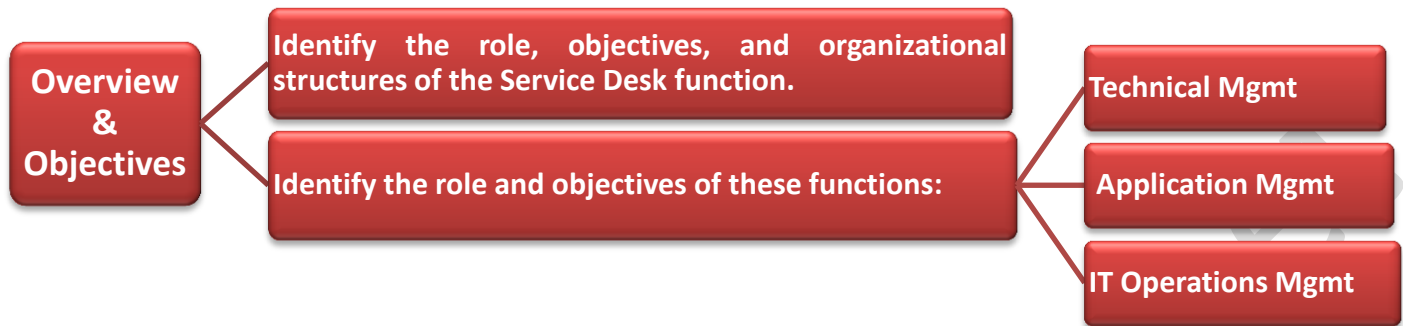 Overview
&
Objectives
Identify the role, objectives, and organizational
structures of the Service Desk function.
Identify the role and objectives of these functions:
Technical Mgmt
Application Mgmt
IT Operations Mgmt